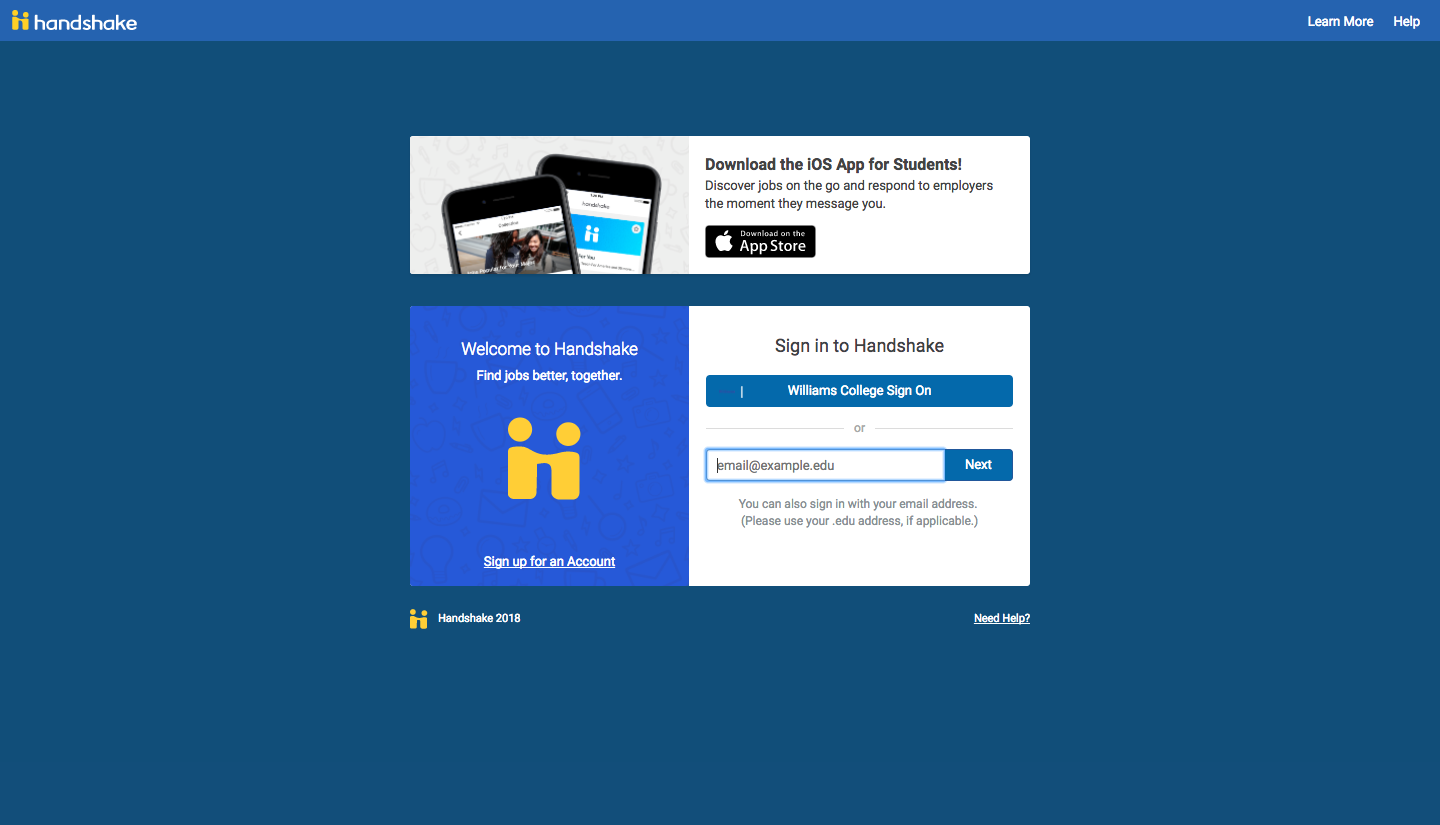 handshake
Learn More
Help
Download the iOS App for Students!
Discover jobs on the go and respond to employers
the moment they message you.
Download on the
App Store
handshake
For You
Welcome to Handshake
Find jobs better, together.
Sign up for an Account
Sign in to Handshake
| Williams College Sign On
or
email@example.edu
Next
You can also sign in with your email address.
(Please use your .edu address, if applicable.)
Handshake 2018
Need Help?